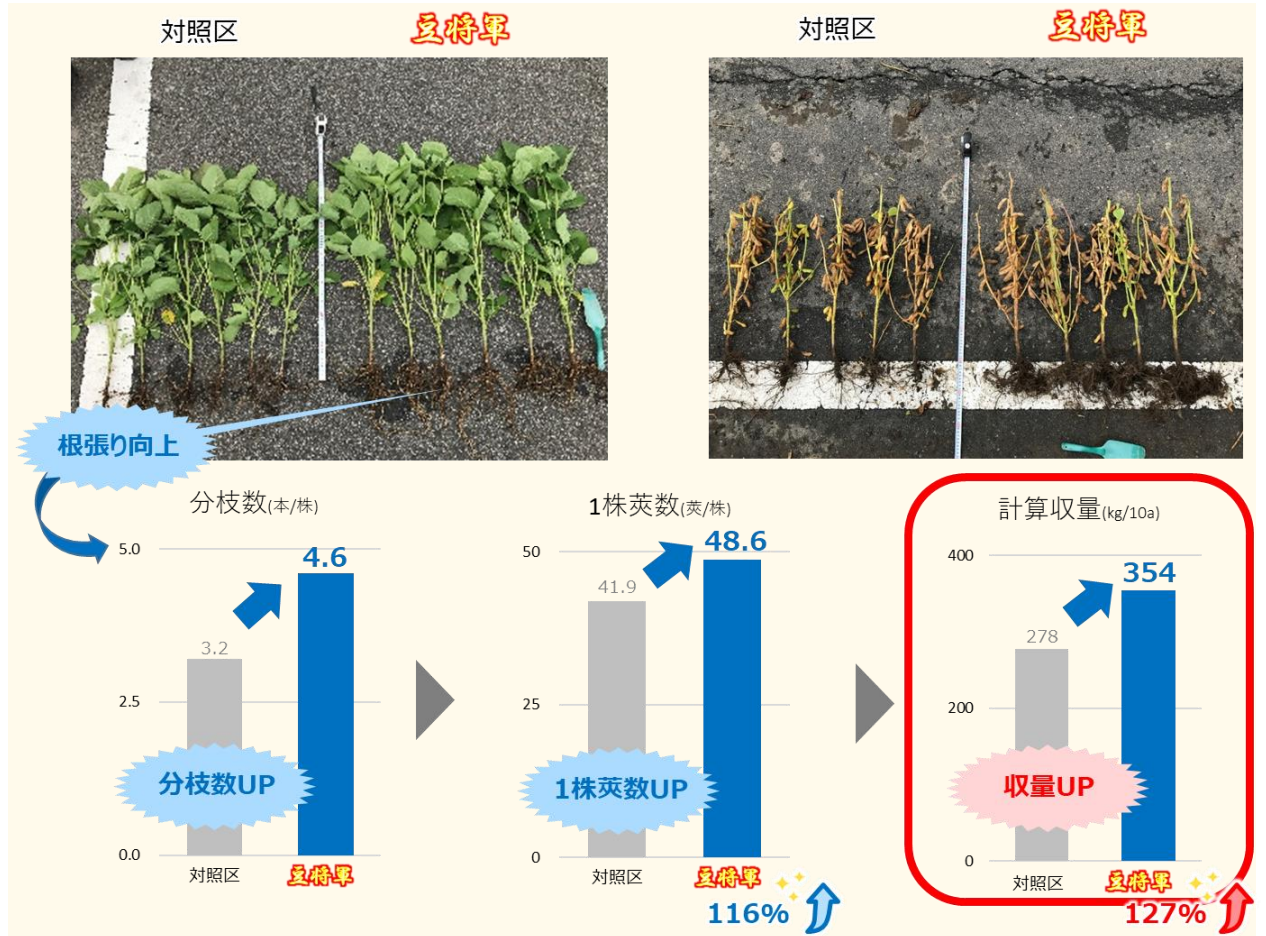 対照区
豆将軍
対照区
豆将軍
根張り向上
分枝数(本/株)
5.0
2.5
0.0
3.2
4.6
分枝数UP
対照区
豆将軍
1株莢数(莢/株)
50
25
0
41.9
48.6
1株莢数UP
対照区
豆将軍
116%
計算収量(kg/10a)
400
200
0
278
354
収量UP
対照区
豆将軍
127%